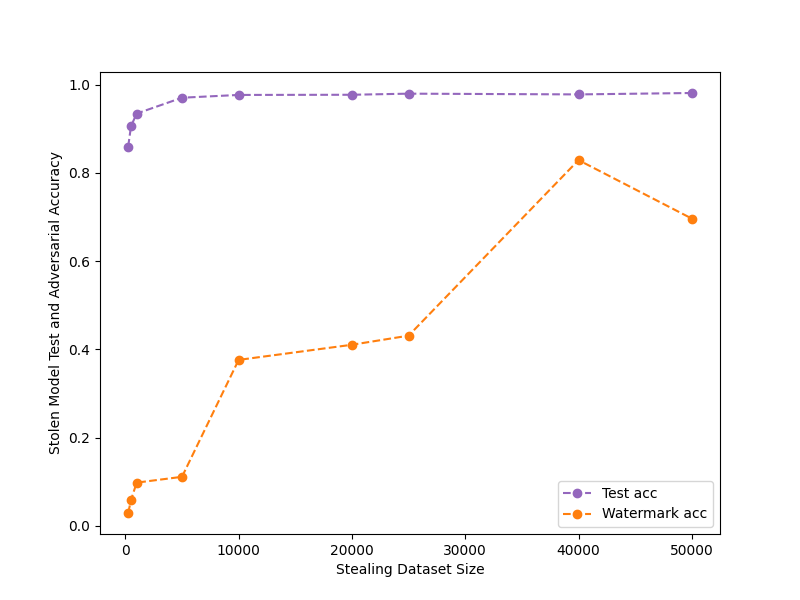 1.0
0.8
0.6
0.4
0.2
0.0
Stolen Model Test and Adversarial Accuracy
Test acc
Watermark acc
0 10000 20000 30000 40000 50000
Stealing Dataset Size